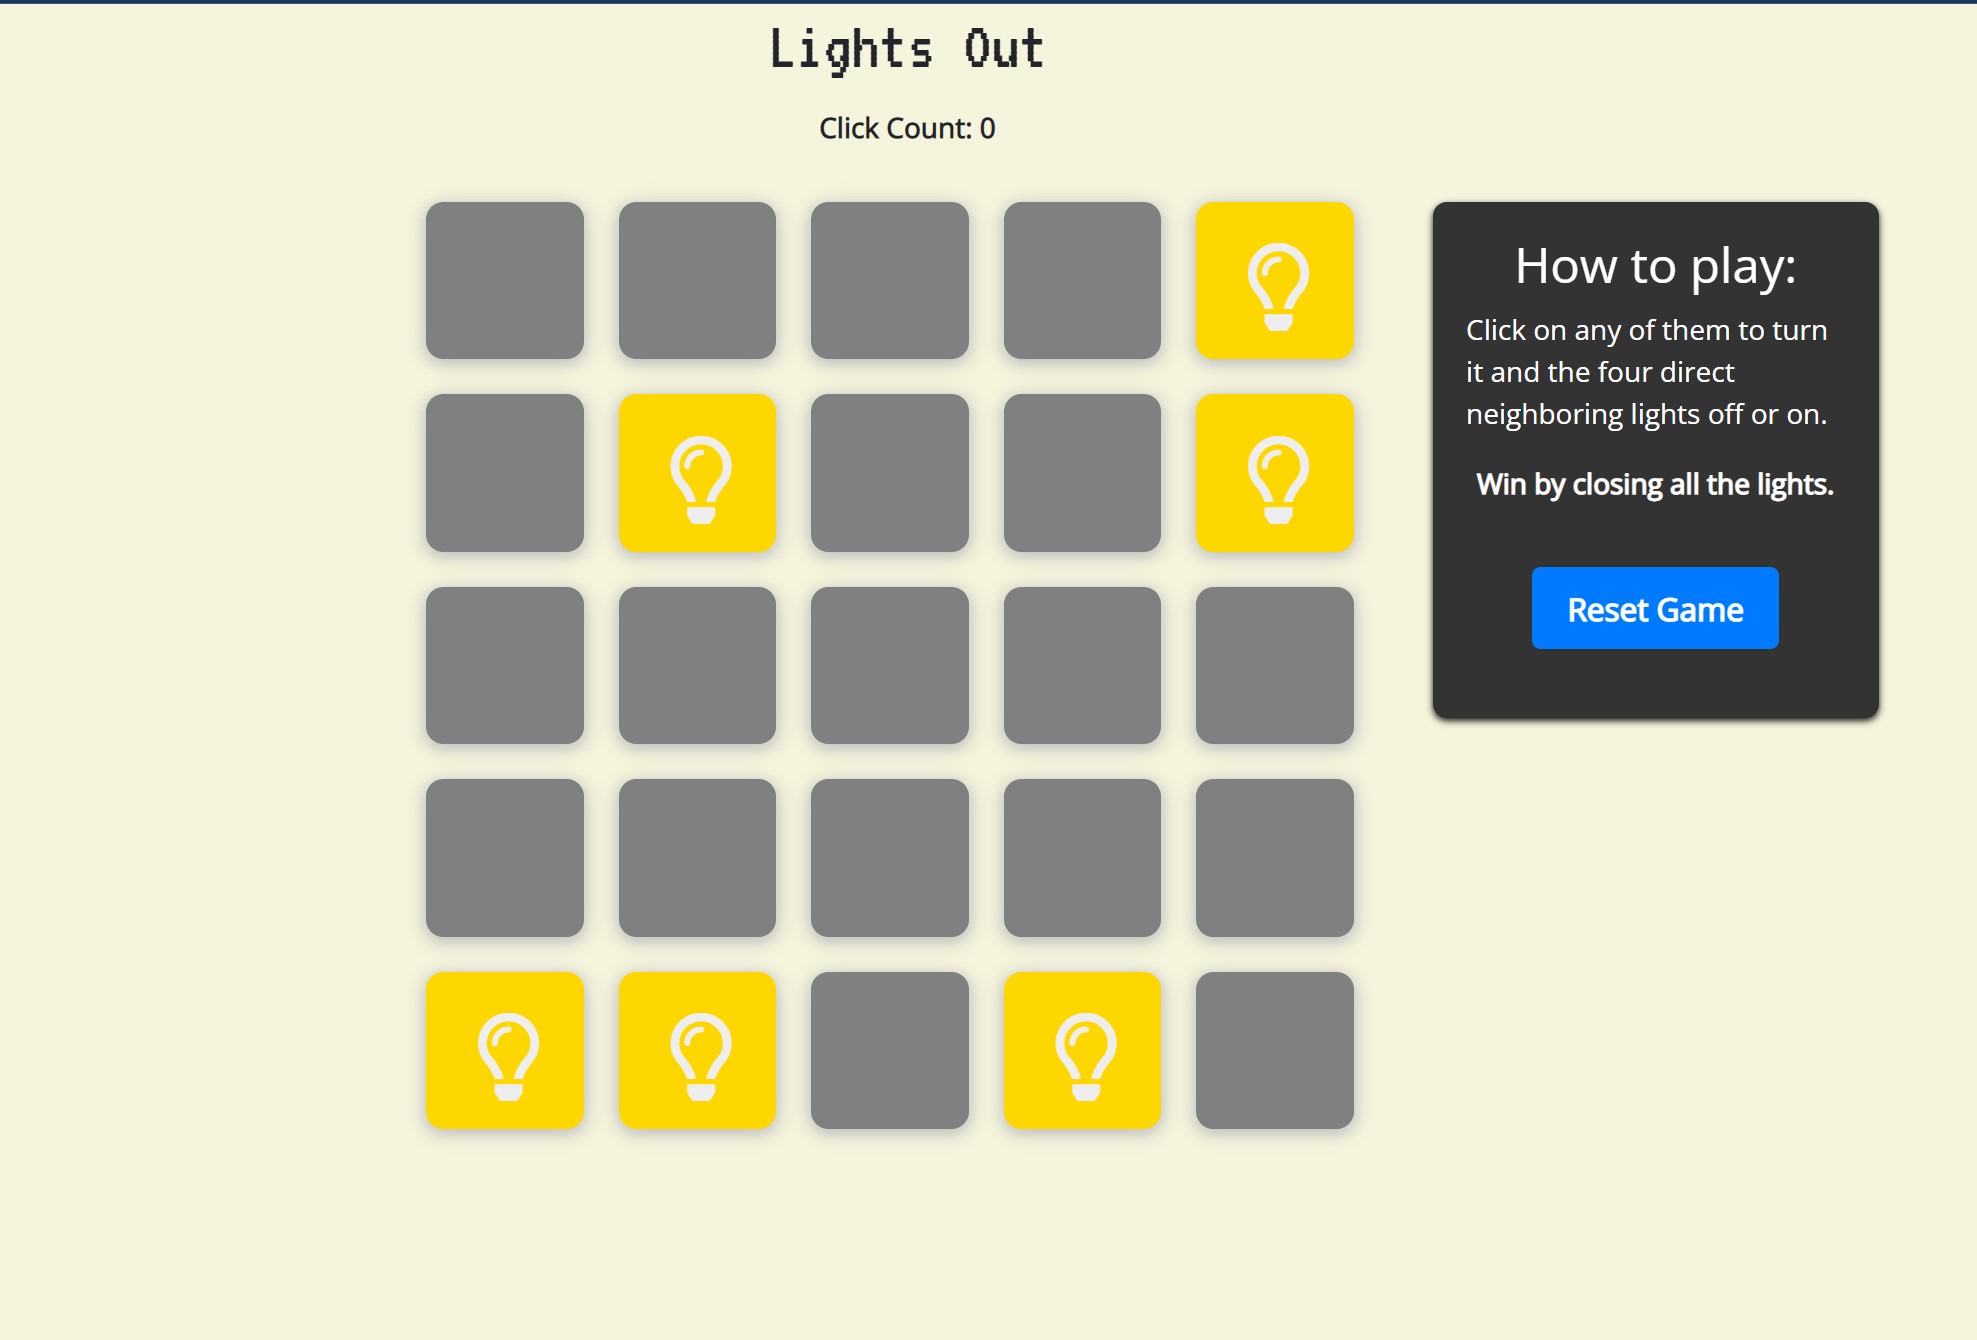 Lights Out
Click Count: 0
How to play:
Click on any of them to turn
it and the four direct
neighboring lights off or on.
Win by closing all the lights.
Reset Game